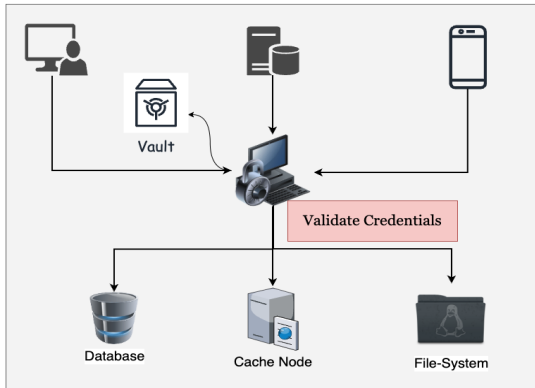 Vault
Validate Credentials
Database
Cache Node
File-System